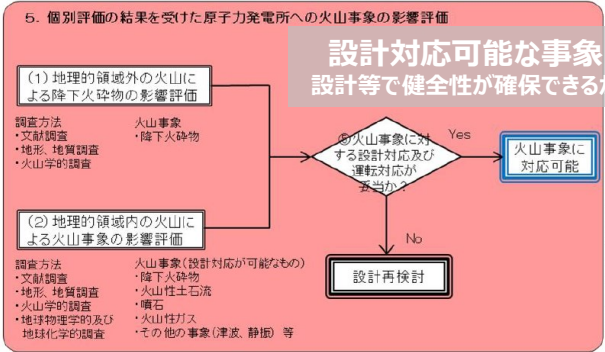 5. 個別評価の結果を受けた原子力発電所への火山事象の影響評価
設計対応可能な事象
設計等で健全性が確保できるか
(1) 地理的領域外の火山に
よる降下火砕物の影響評価
調査方法
・文献調査
・地形、地質調査
・火山学的調査
火山事象
・降下火砕物
⑤火山事象に対
する設計対応及び
運転対応が
妥当か?
Yes
火山事象に
対応可能
No
設計再検討
(2) 地理的領域内の火山に
よる火山事象の影響評価
調査方法
・文献調査
・地形、地質調査
・火山学的調査
・地球物理学的及び
地球化学的調査
火山事象(設計対応が可能なもの)
・降下火砕物
・火山性土石流
・噴石
・火山性ガス
・その他の事象(津波、静振) 等